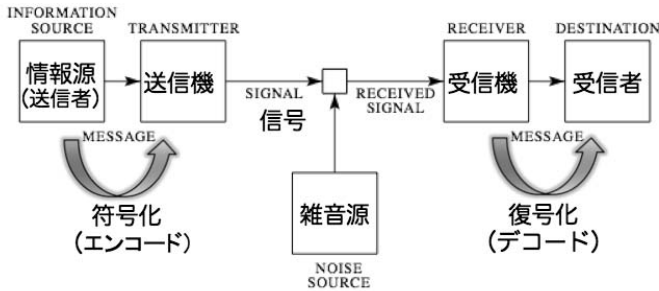 INFORMATION
SOURCE
TRANSMITTER
RECEIVER
DESTINATION
情報源
(送信者)
送信機
受信機
受信者
SIGNAL
RECEIVED
SIGNAL
信号
MESSAGE
MESSAGE
符号化
(エンコード)
雑音源
復号化
(デコード)
NOISE
SOURCE